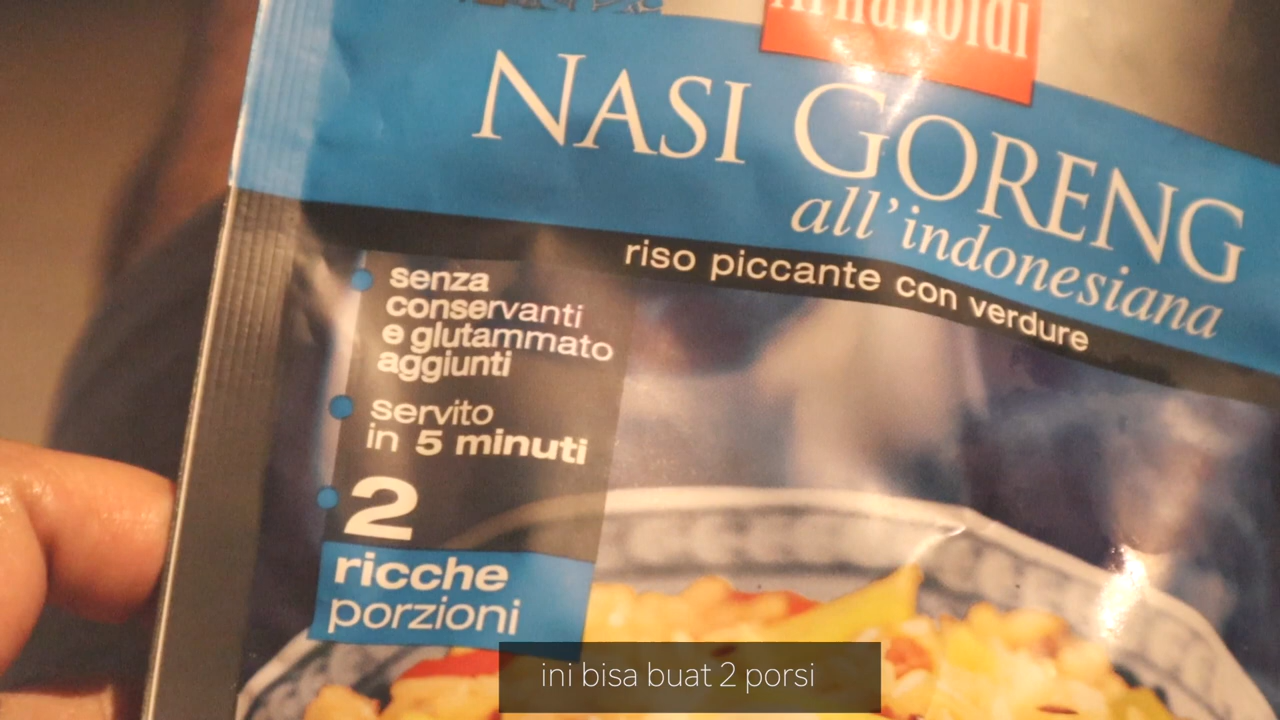 Arnaboldi
NASI GORENG
all'indonesiana
riso piccante con verdure
senza
conservanti
e glutammato
aggiunti
servito
in 5 minuti
2
ricche
porzioni
ini bisa buat 2 porsi